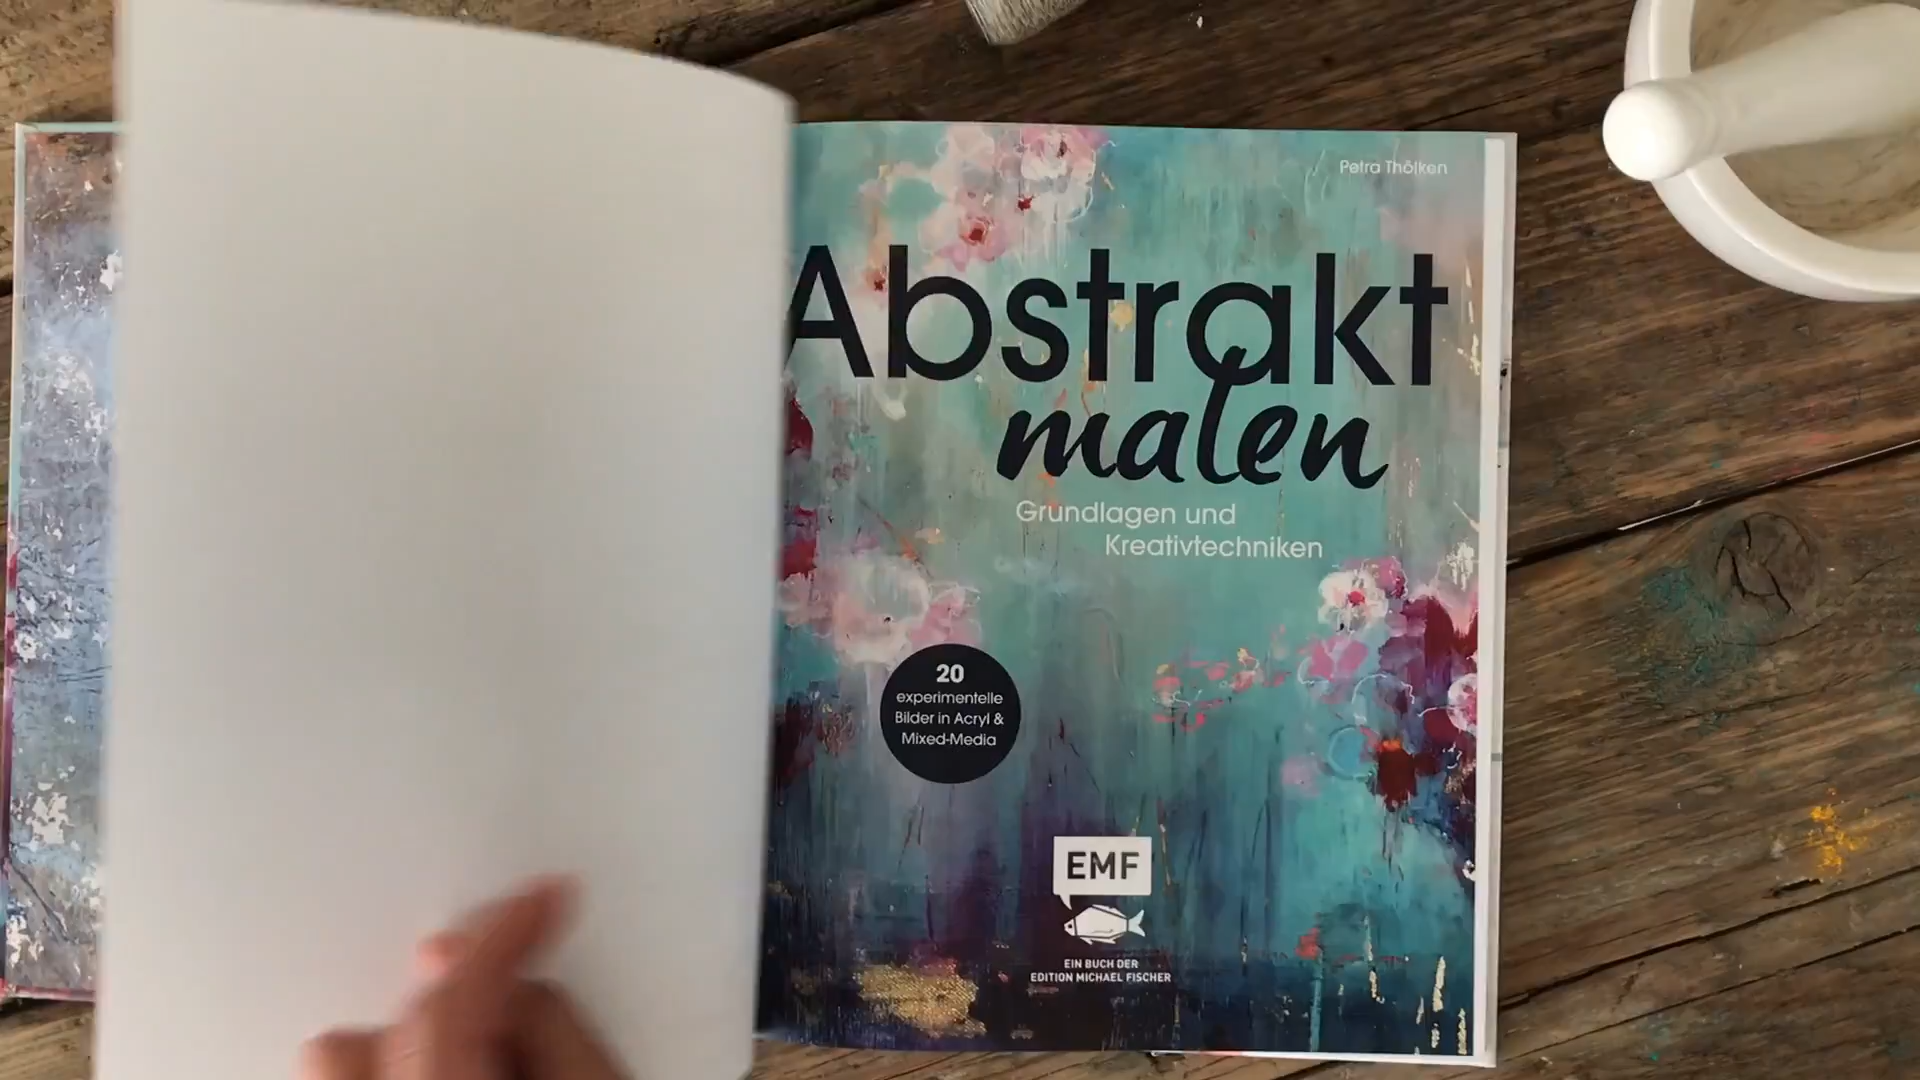 Petra Thölken
Abstrakt
malen
Grundlagen und
Kreativtechniken
20
experimentelle
Bilder in Acryl &
Mixed-Media
EMF
EIN BUCH DER
EDITION MICHAEL FISCHER